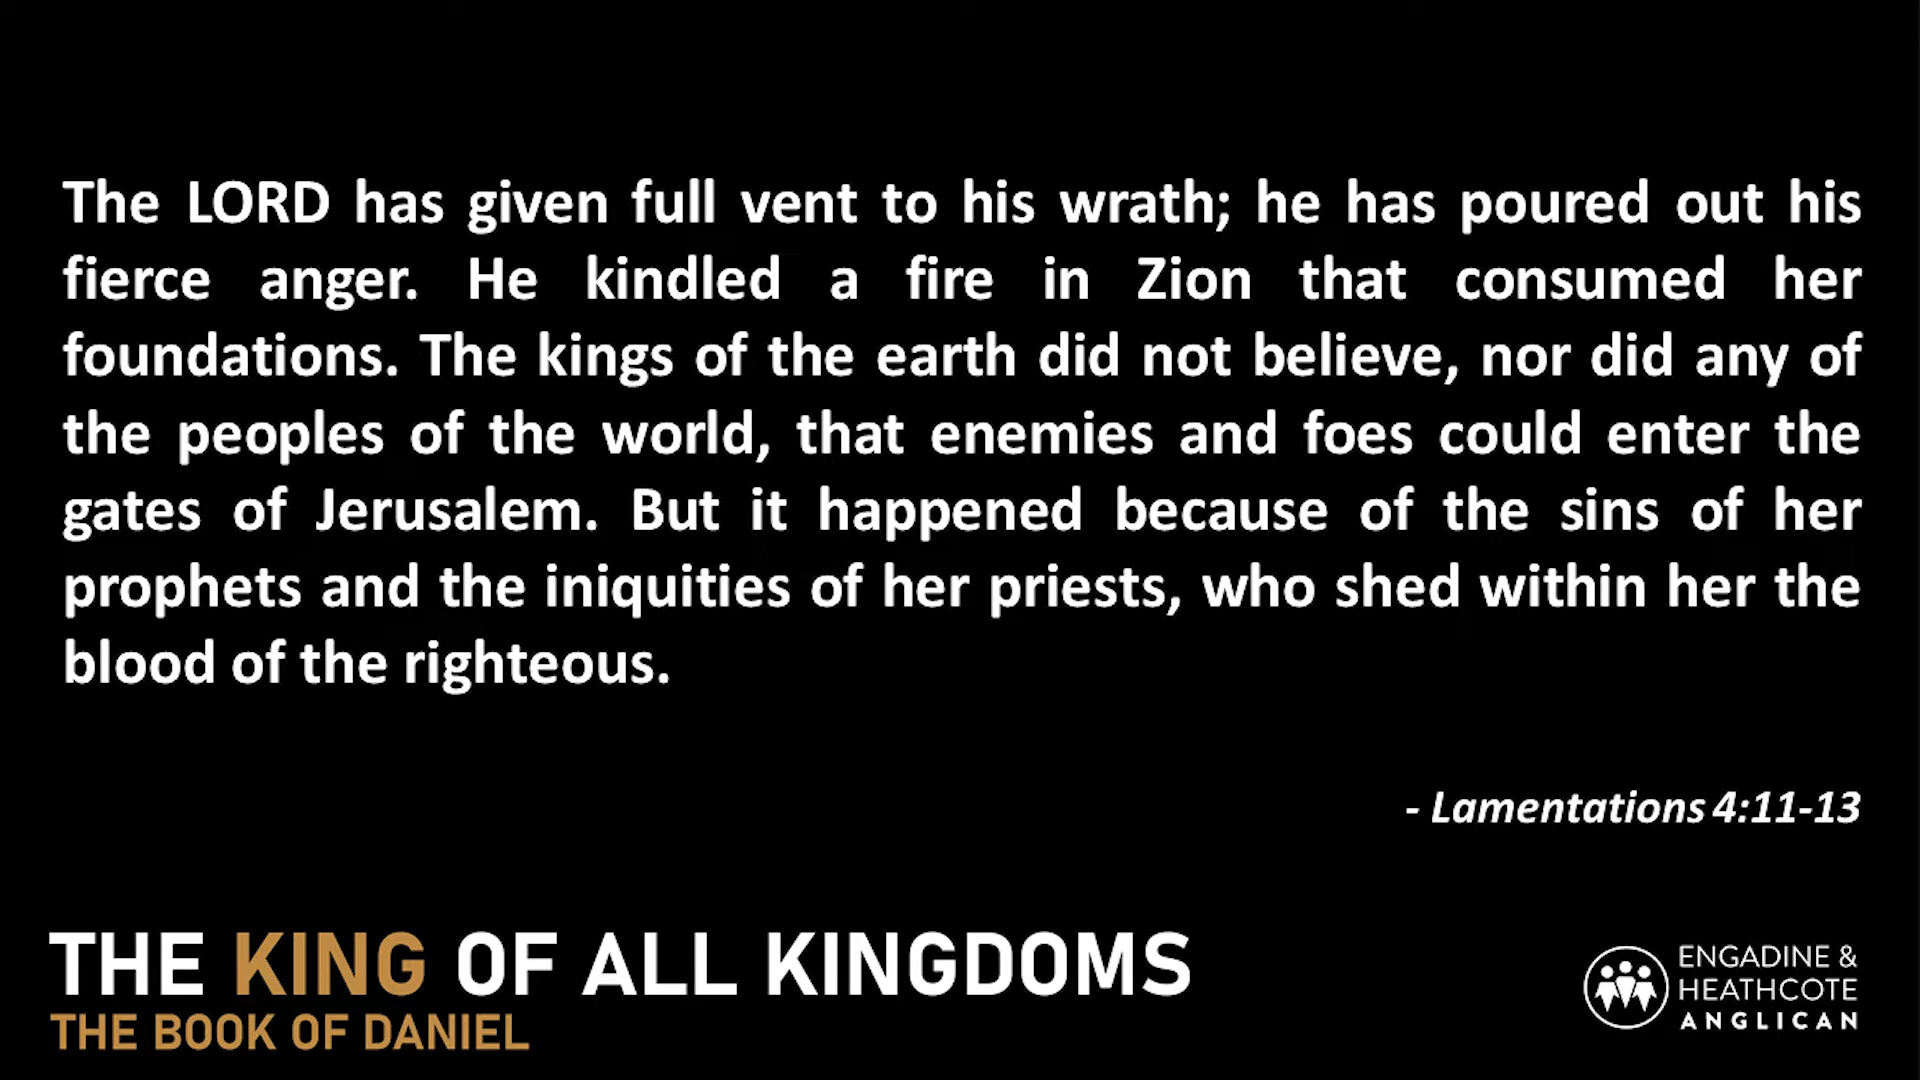 The LORD has given full vent to his wrath; he has poured out his
fierce anger. He kindled a fire in Zion that consumed her
foundations. The kings of the earth did not believe, nor did any of
the peoples of the world, that enemies and foes could enter the
gates of Jerusalem. But it happened because of the sins of her
prophets and the iniquities of her priests, who shed within her the
blood of the righteous.
- Lamentations 4:11-13
THE KING OF ALL KINGDOMS
THE BOOK OF DANIEL
ENGADINE &
HEATHCOTE
ANGLICAN